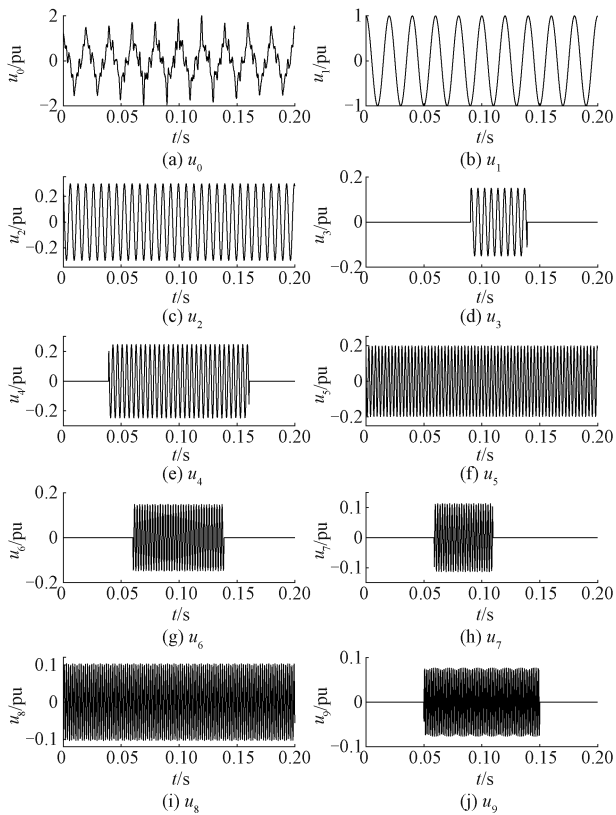 2
0
−2
u₀/pu
0 0.05 0.10 0.15 0.20
t/s
(a) u₀
1
0
−1
u₁/pu
0 0.05 0.10 0.15 0.20
t/s
(b) u₁
0.2
0
−0.2
u₂/pu
0 0.05 0.10 0.15 0.20
t/s
(c) u₂
0.2
0
−0.2
u₃/pu
0 0.05 0.10 0.15 0.20
t/s
(d) u₃
0.2
0
−0.2
u₄/pu
0 0.05 0.10 0.15 0.20
t/s
(e) u₄
0.2
0
−0.2
u₅/pu
0 0.05 0.10 0.15 0.20
t/s
(f) u₅
0.2
0
−0.2
u₆/pu
0 0.05 0.10 0.15 0.20
t/s
(g) u₆
0.1
0
−0.1
u₇/pu
0 0.05 0.10 0.15 0.20
t/s
(h) u₇
0.1
0
−0.1
u₈/pu
0 0.05 0.10 0.15 0.20
t/s
(i) u₈
0.1
0
−0.1
u₉/pu
0 0.05 0.10 0.15 0.20
t/s
(j) u₉